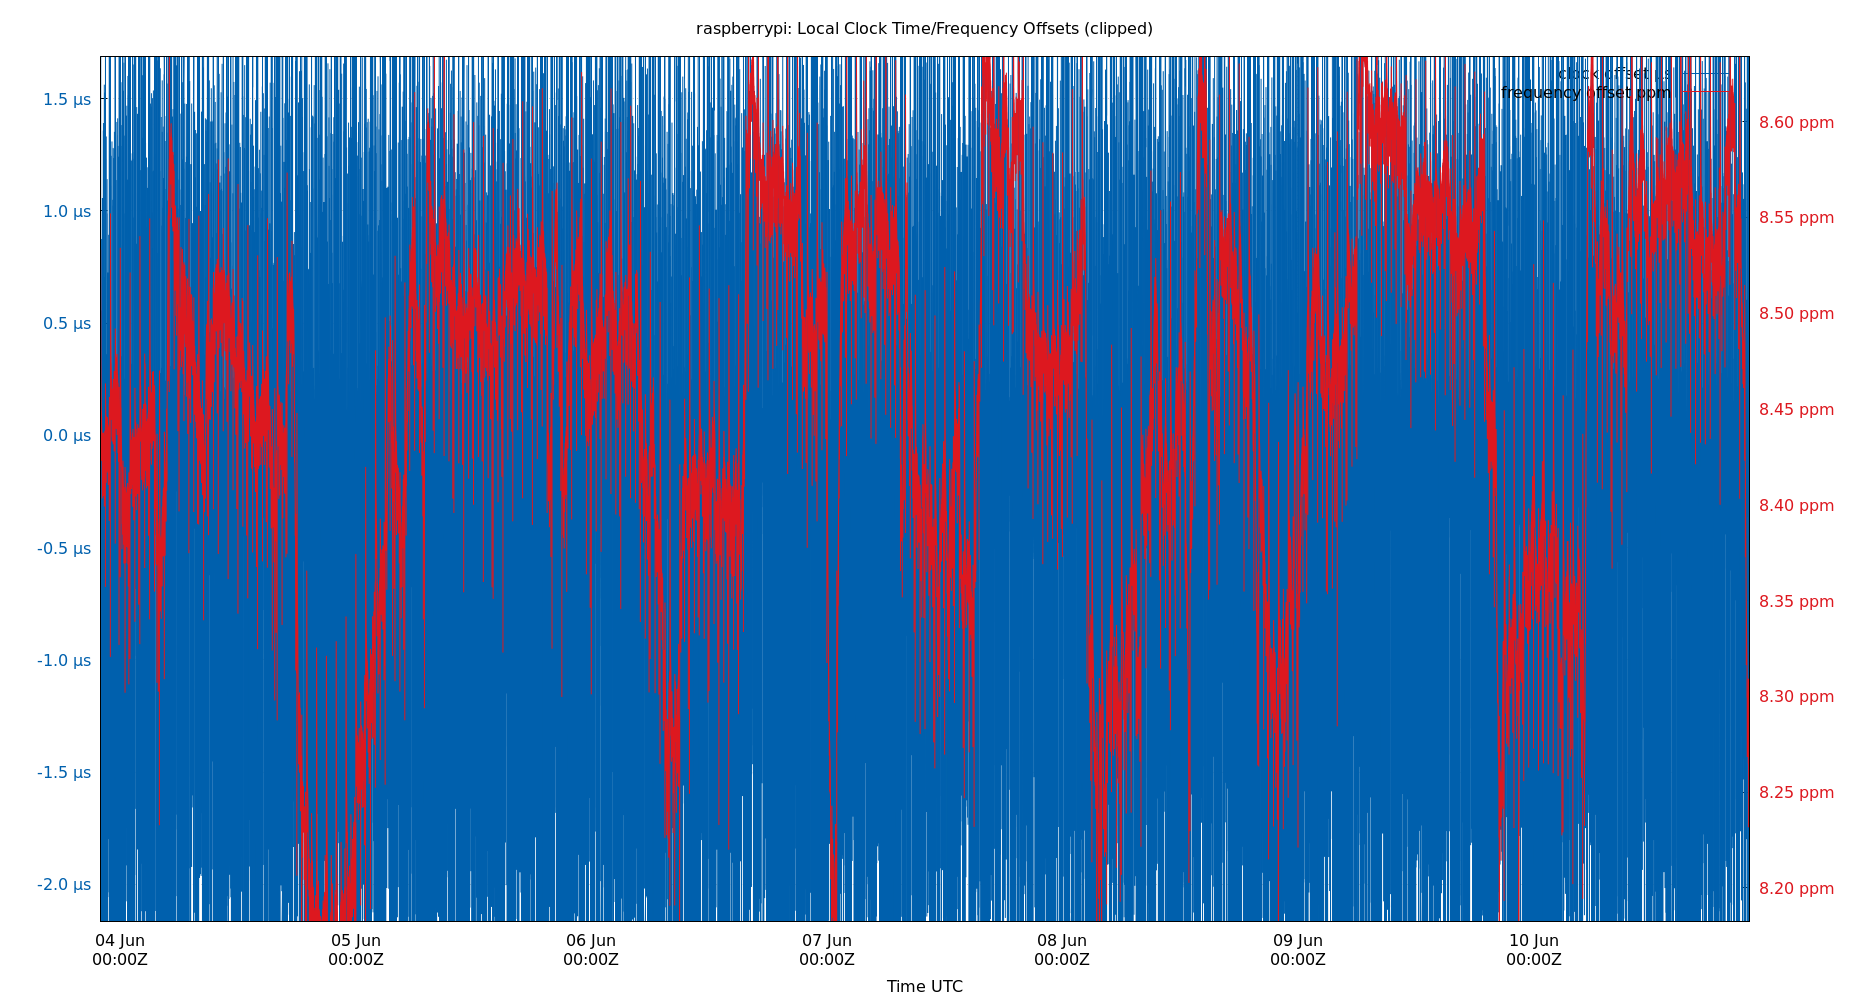 raspberrypi: Local Clock Time/Frequency Offsets (clipped)
clock offset µs
frequency offset ppm
1.5 µs
1.0 µs
0.5 µs
0.0 µs
-0.5 µs
-1.0 µs
-1.5 µs
-2.0 µs
8.60 ppm
8.55 ppm
8.50 ppm
8.45 ppm
8.40 ppm
8.35 ppm
8.30 ppm
8.25 ppm
8.20 ppm
04 Jun 05 Jun 06 Jun 07 Jun 08 Jun 09 Jun 10 Jun
00:00Z 00:00Z 00:00Z 00:00Z 00:00Z 00:00Z 00:00Z
Time UTC